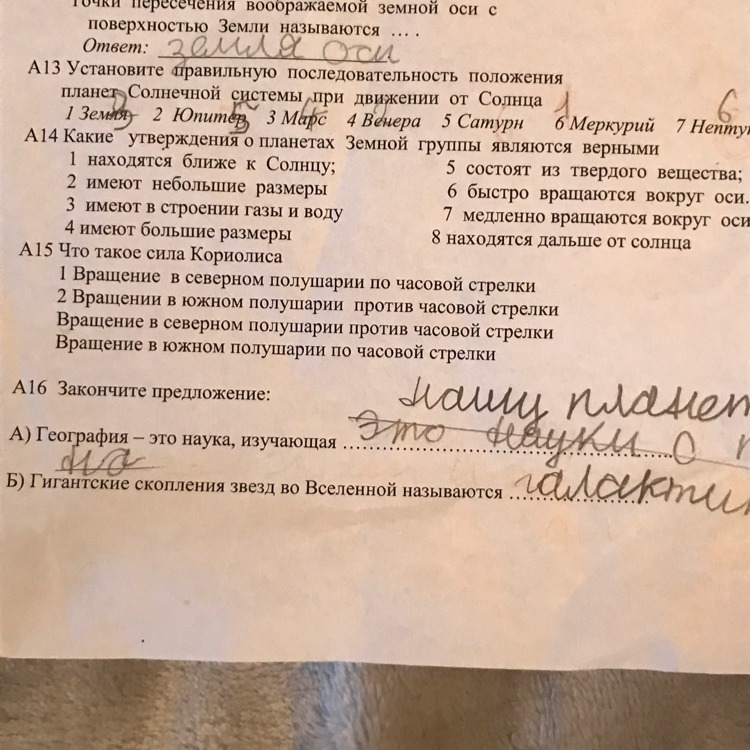 Точки пересечения воображаемой земной оси с
поверхностью Земли называются ... .
Ответ: земля оси
А13 Установите правильную последовательность положения
планет Солнечной системы при движении от Солнца
1 Земля 2 Юпитер 3 Марс 4 Венера 5 Сатурн 6 Меркурий 7 Непту
3 5 4 2 1 6
А14 Какие утверждения о планетах Земной группы являются верными
1 находятся ближе к Солнцу; 5 состоят из твердого вещества;
2 имеют небольшие размеры 6 быстро вращаются вокруг оси.
3 имеют в строении газы и воду 7 медленно вращаются вокруг оси
4 имеют большие размеры 8 находятся дальше от солнца
А15 Что такое сила Кориолиса
1 Вращение в северном полушарии по часовой стрелки
2 Вращении в южном полушарии против часовой стрелки
Вращение в северном полушарии против часовой стрелки
Вращение в южном полушарии по часовой стрелки
А16 Закончите предложение:
нашу планет
А) География – это наука, изучающая это науки о п
на
Б) Гигантские скопления звезд во Вселенной называются галакти